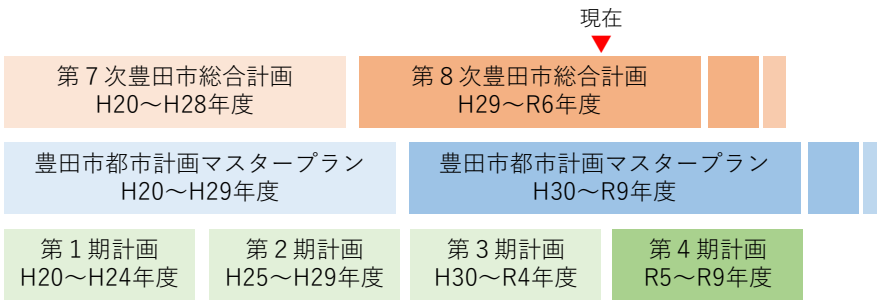 現在
第７次豊田市総合計画
H20～H28年度
第８次豊田市総合計画
H29～R6年度
豊田市都市計画マスタープラン
H20～H29年度
豊田市都市計画マスタープラン
H30～R9年度
第１期計画
H20～H24年度
第２期計画
H25～H29年度
第３期計画
H30～R4年度
第４期計画
R5～R9年度